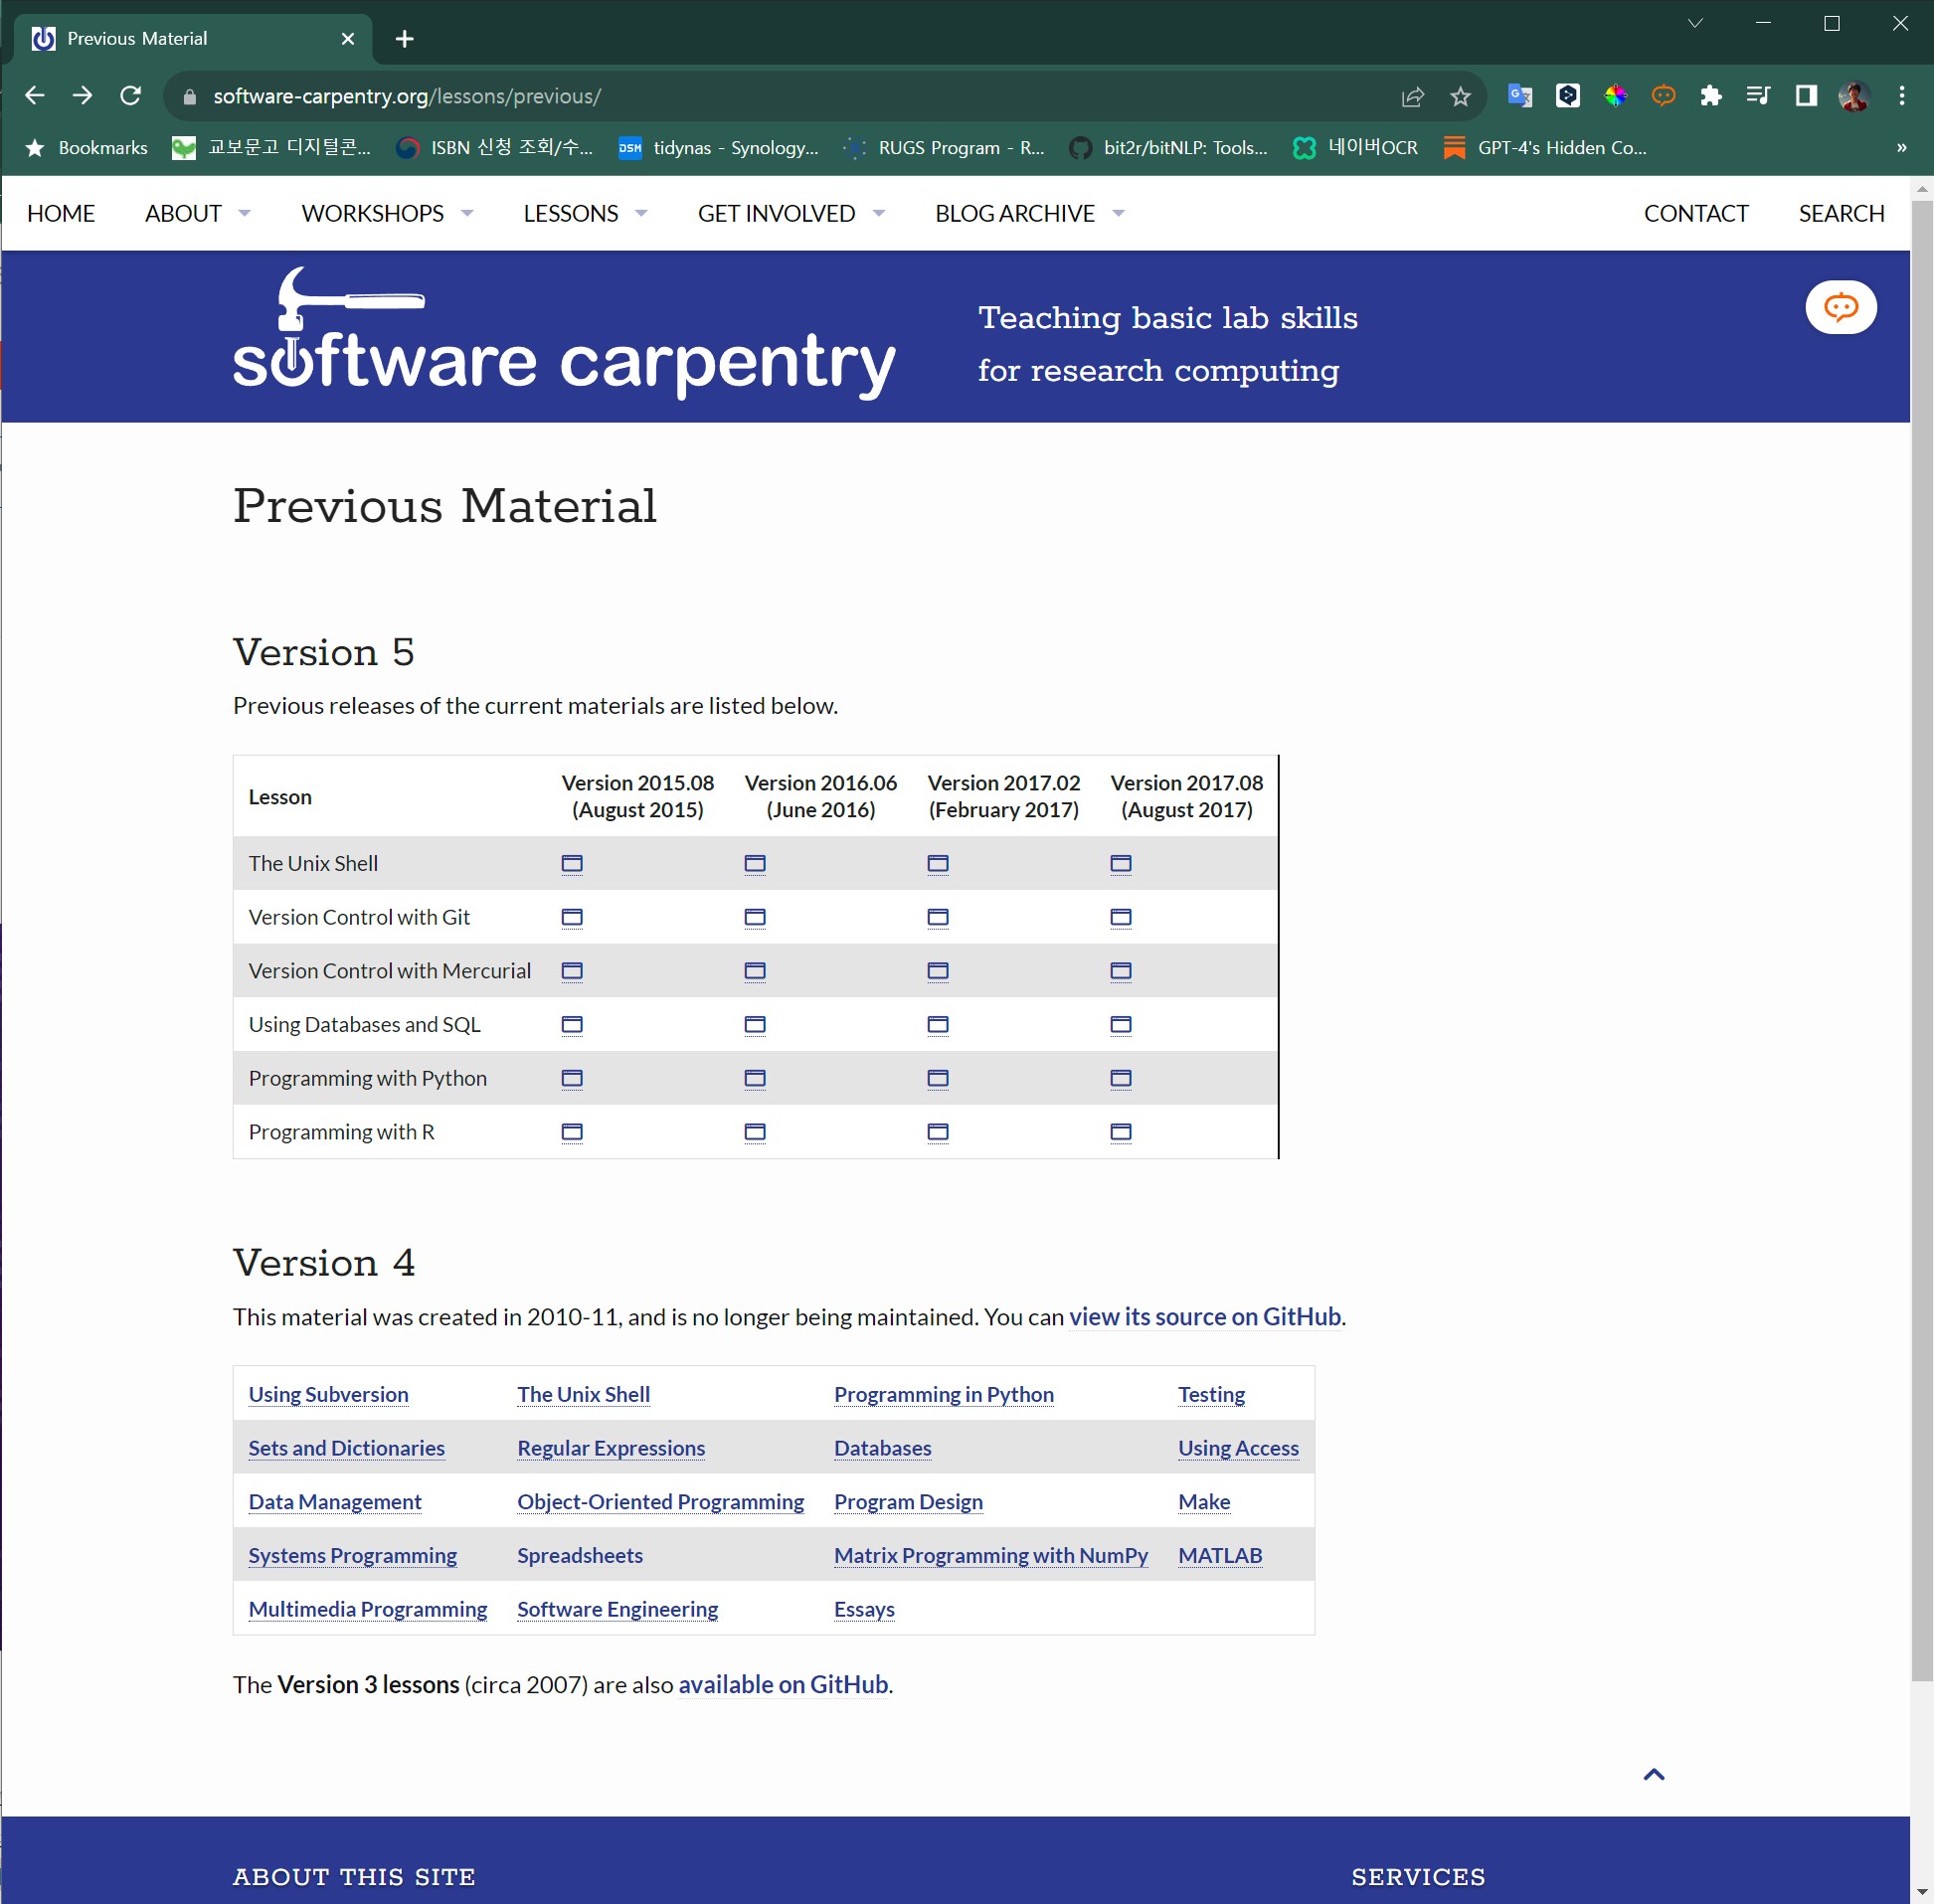 Previous Material
software-carpentry.org/lessons/previous/
Bookmarks 교보문고 디지털콘... ISBN 신청 조회/수... DSM tidynas - Synology... RUGS Program - R... bit2r/bitNLP: Tools... 네이버OCR GPT-4's Hidden Co... »
HOME ABOUT WORKSHOPS LESSONS GET INVOLVED BLOG ARCHIVE CONTACT SEARCH
software carpentry
Teaching basic lab skills
for research computing
Previous Material
Version 5
Previous releases of the current materials are listed below.
Lesson Version 2015.08 (August 2015) Version 2016.06 (June 2016) Version 2017.02 (February 2017) Version 2017.08 (August 2017)
The Unix Shell
Version Control with Git
Version Control with Mercurial
Using Databases and SQL
Programming with Python
Programming with R
Version 4
This material was created in 2010-11, and is no longer being maintained. You can view its source on GitHub.
Using Subversion The Unix Shell Programming in Python Testing
Sets and Dictionaries Regular Expressions Databases Using Access
Data Management Object-Oriented Programming Program Design Make
Systems Programming Spreadsheets Matrix Programming with NumPy MATLAB
Multimedia Programming Software Engineering Essays
The Version 3 lessons (circa 2007) are also available on GitHub.
ABOUT THIS SITE SERVICES